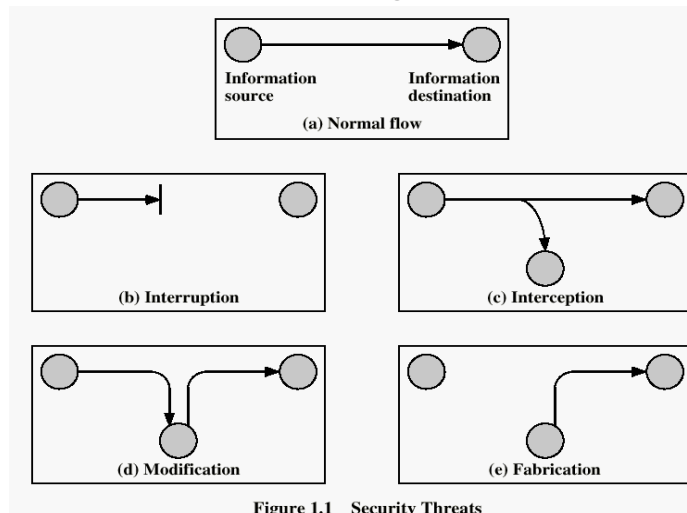 Information Information
source destination
(a) Normal flow
(b) Interruption
(c) Interception
(d) Modification
(e) Fabrication
Figure 1.1 Security Threats